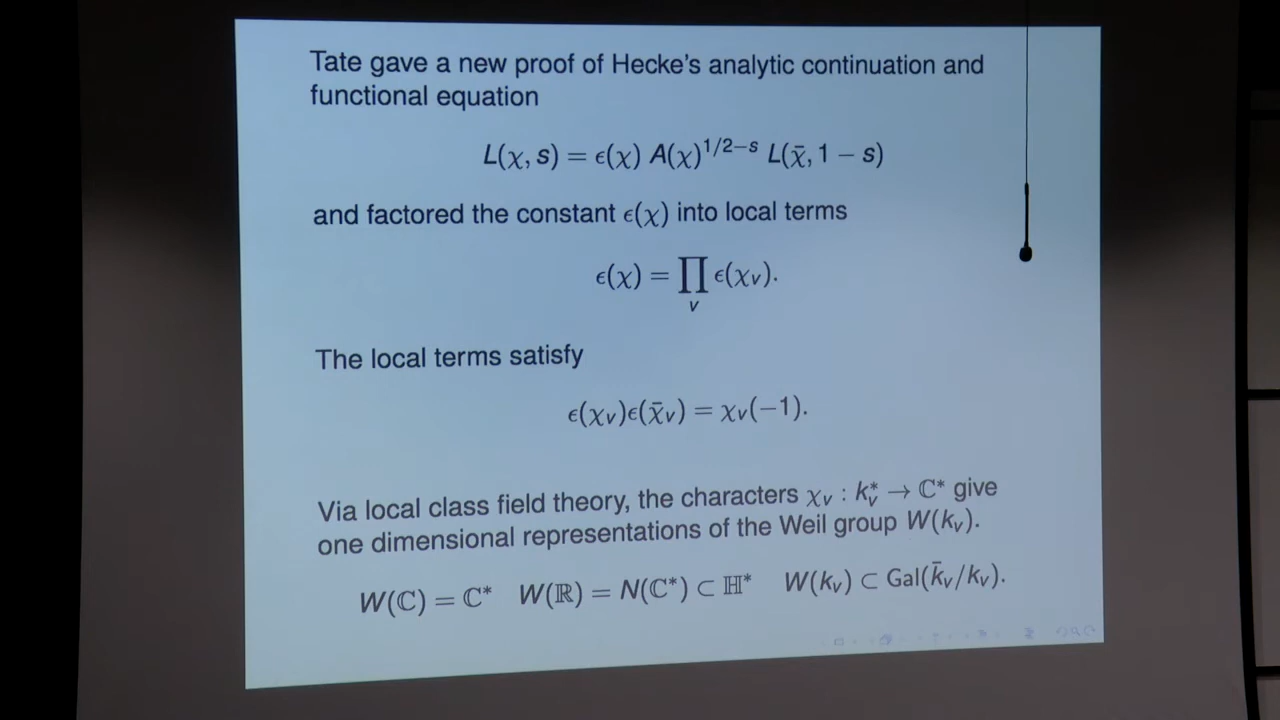 Tate gave a new proof of Hecke's analytic continuation and
functional equation
L(χ, s) = ϵ(χ) A(χ)^{1/2−s} L(χ̄, 1 − s)
and factored the constant ϵ(χ) into local terms
ϵ(χ) = ∏_v ϵ(χ_v).
The local terms satisfy
ϵ(χ_v)ϵ(χ̄_v) = χ_v(−1).
Via local class field theory, the characters χ_v : k_v^* → ℂ^* give
one dimensional representations of the Weil group W(k_v).
W(ℂ) = ℂ^* W(ℝ) = N(ℂ^*) ⊂ ℍ^* W(k_v) ⊂ Gal(k̄_v/k_v).